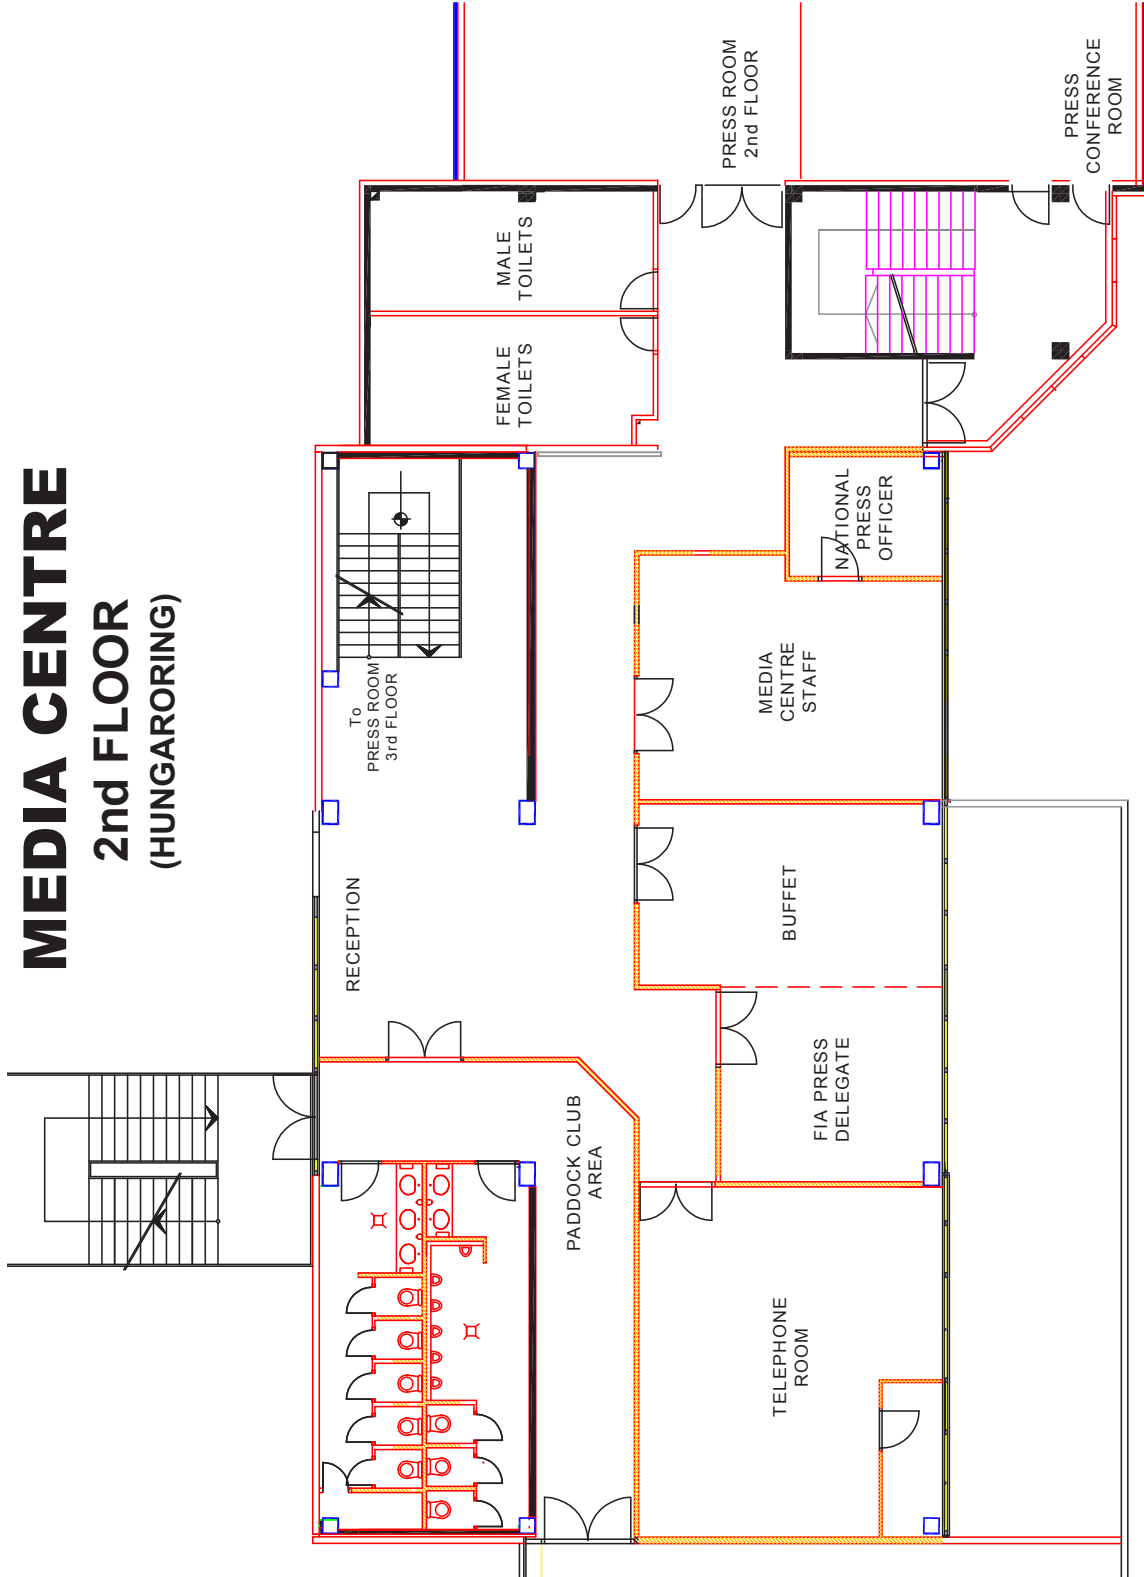 MEDIA CENTRE
2nd FLOOR
(HUNGARORING)
RECEPTION
To
PRESS ROOM
3rd FLOOR
FEMALE
TOILETS
MALE
TOILETS
PRESS ROOM
2nd FLOOR
PRESS
CONFERENCE
ROOM
PADDOCK CLUB
AREA
TELEPHONE
ROOM
FIA PRESS
DELEGATE
BUFFET
MEDIA
CENTRE
STAFF
NATIONAL
PRESS
OFFICER